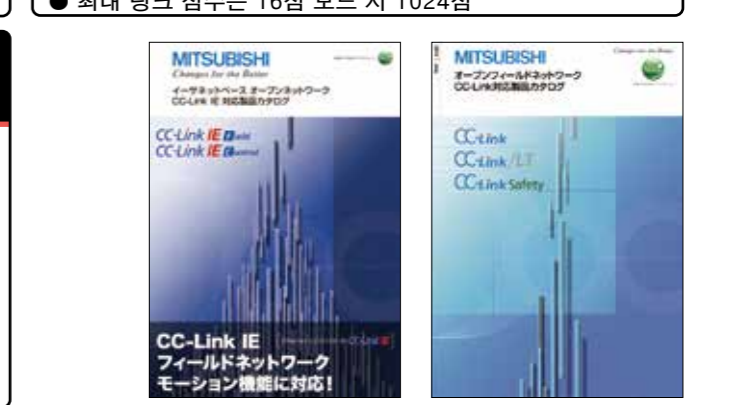 ● 최대 링크 점수는 16점 모드 시 1024점
MITSUBISHI
Changes for the Better
イーサネットベース オープンネットワーク
CC-Link IE 対応製品カタログ
CC-Link IE Field
CC-Link IE Control
CC-Link IE
フィールドネットワーク
モーション機能に対応!
MITSUBISHI
Changes for the Better
オープンフィールドネットワーク
CC-Link対応製品カタログ
CC-Link
CC-Link/LT
CC-Link Safety